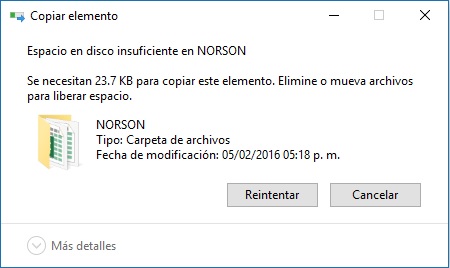 Copiar elemento
Espacio en disco insuficiente en NORSON
Se necesitan 23.7 KB para copiar este elemento. Elimine o mueva archivos
para liberar espacio.
NORSON
Tipo: Carpeta de archivos
Fecha de modificación: 05/02/2016 05:18 p. m.
Reintentar
Cancelar
Más detalles